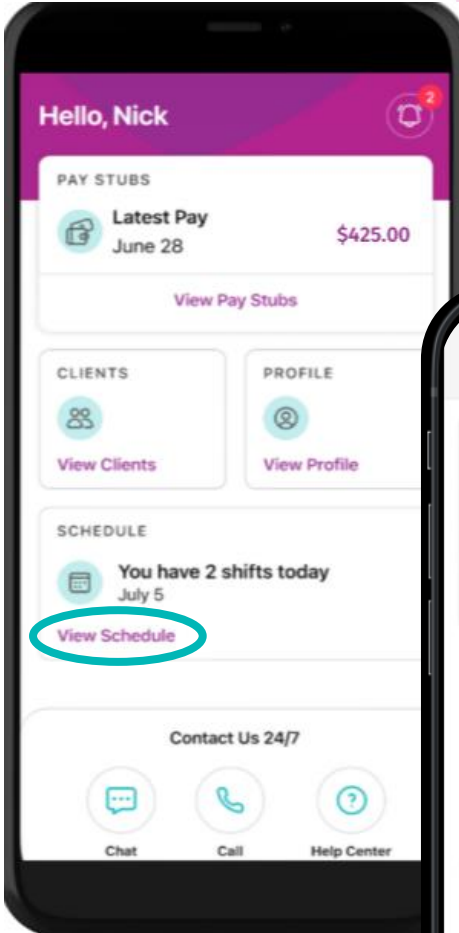 Hello, Nick
2
PAY STUBS
Latest Pay
June 28
$425.00
View Pay Stubs
CLIENTS
View Clients
PROFILE
View Profile
SCHEDULE
You have 2 shifts today
July 5
View Schedule
Contact Us 24/7
Chat
Call
Help Center